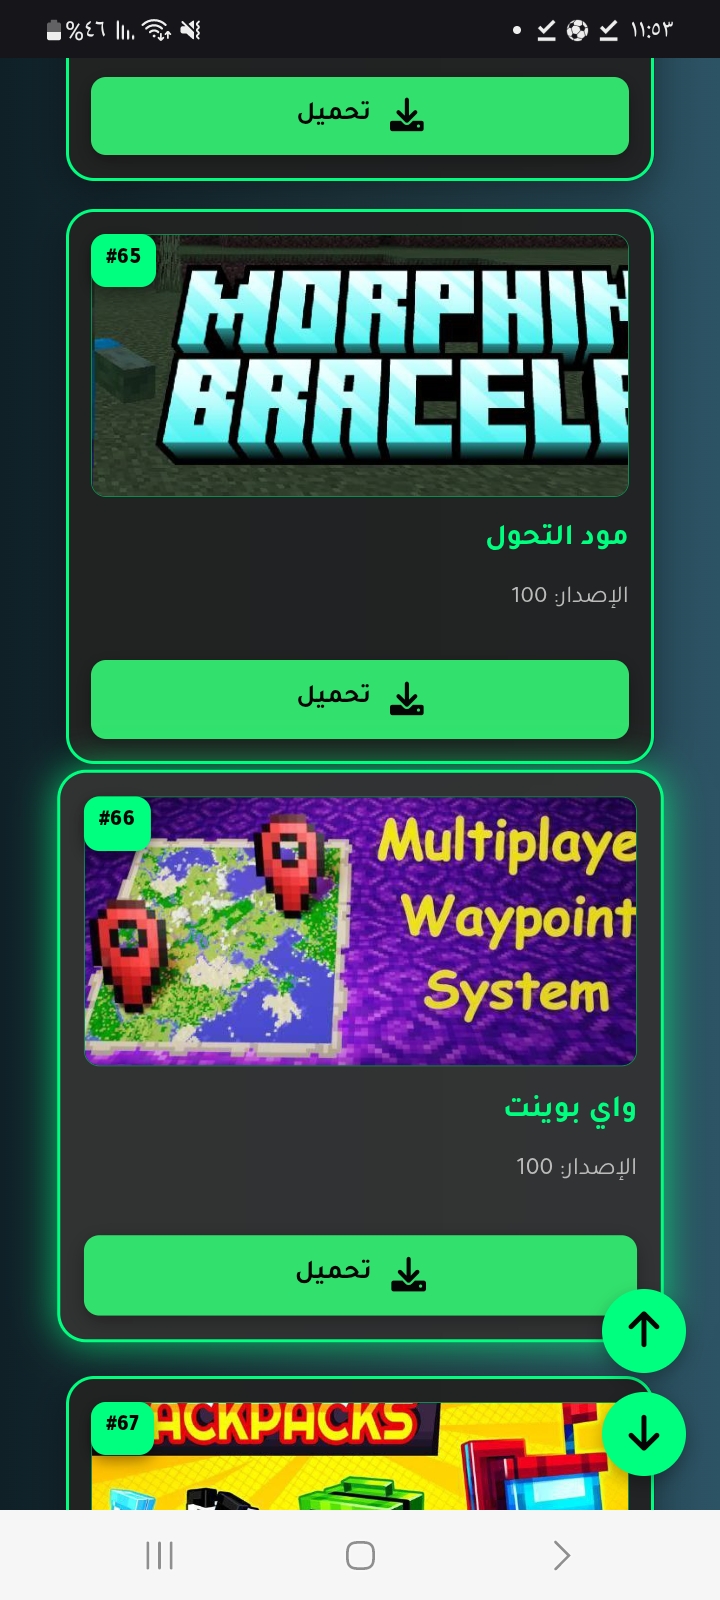 ١١:٥٣
%٤٦
تحميل
#65
MORPHIN
BRACELE
مود التحول
الإصدار: 100
تحميل
#66
Multiplaye
Waypoint
System
واي بوينت
الإصدار: 100
تحميل
#67
ACKPACKS